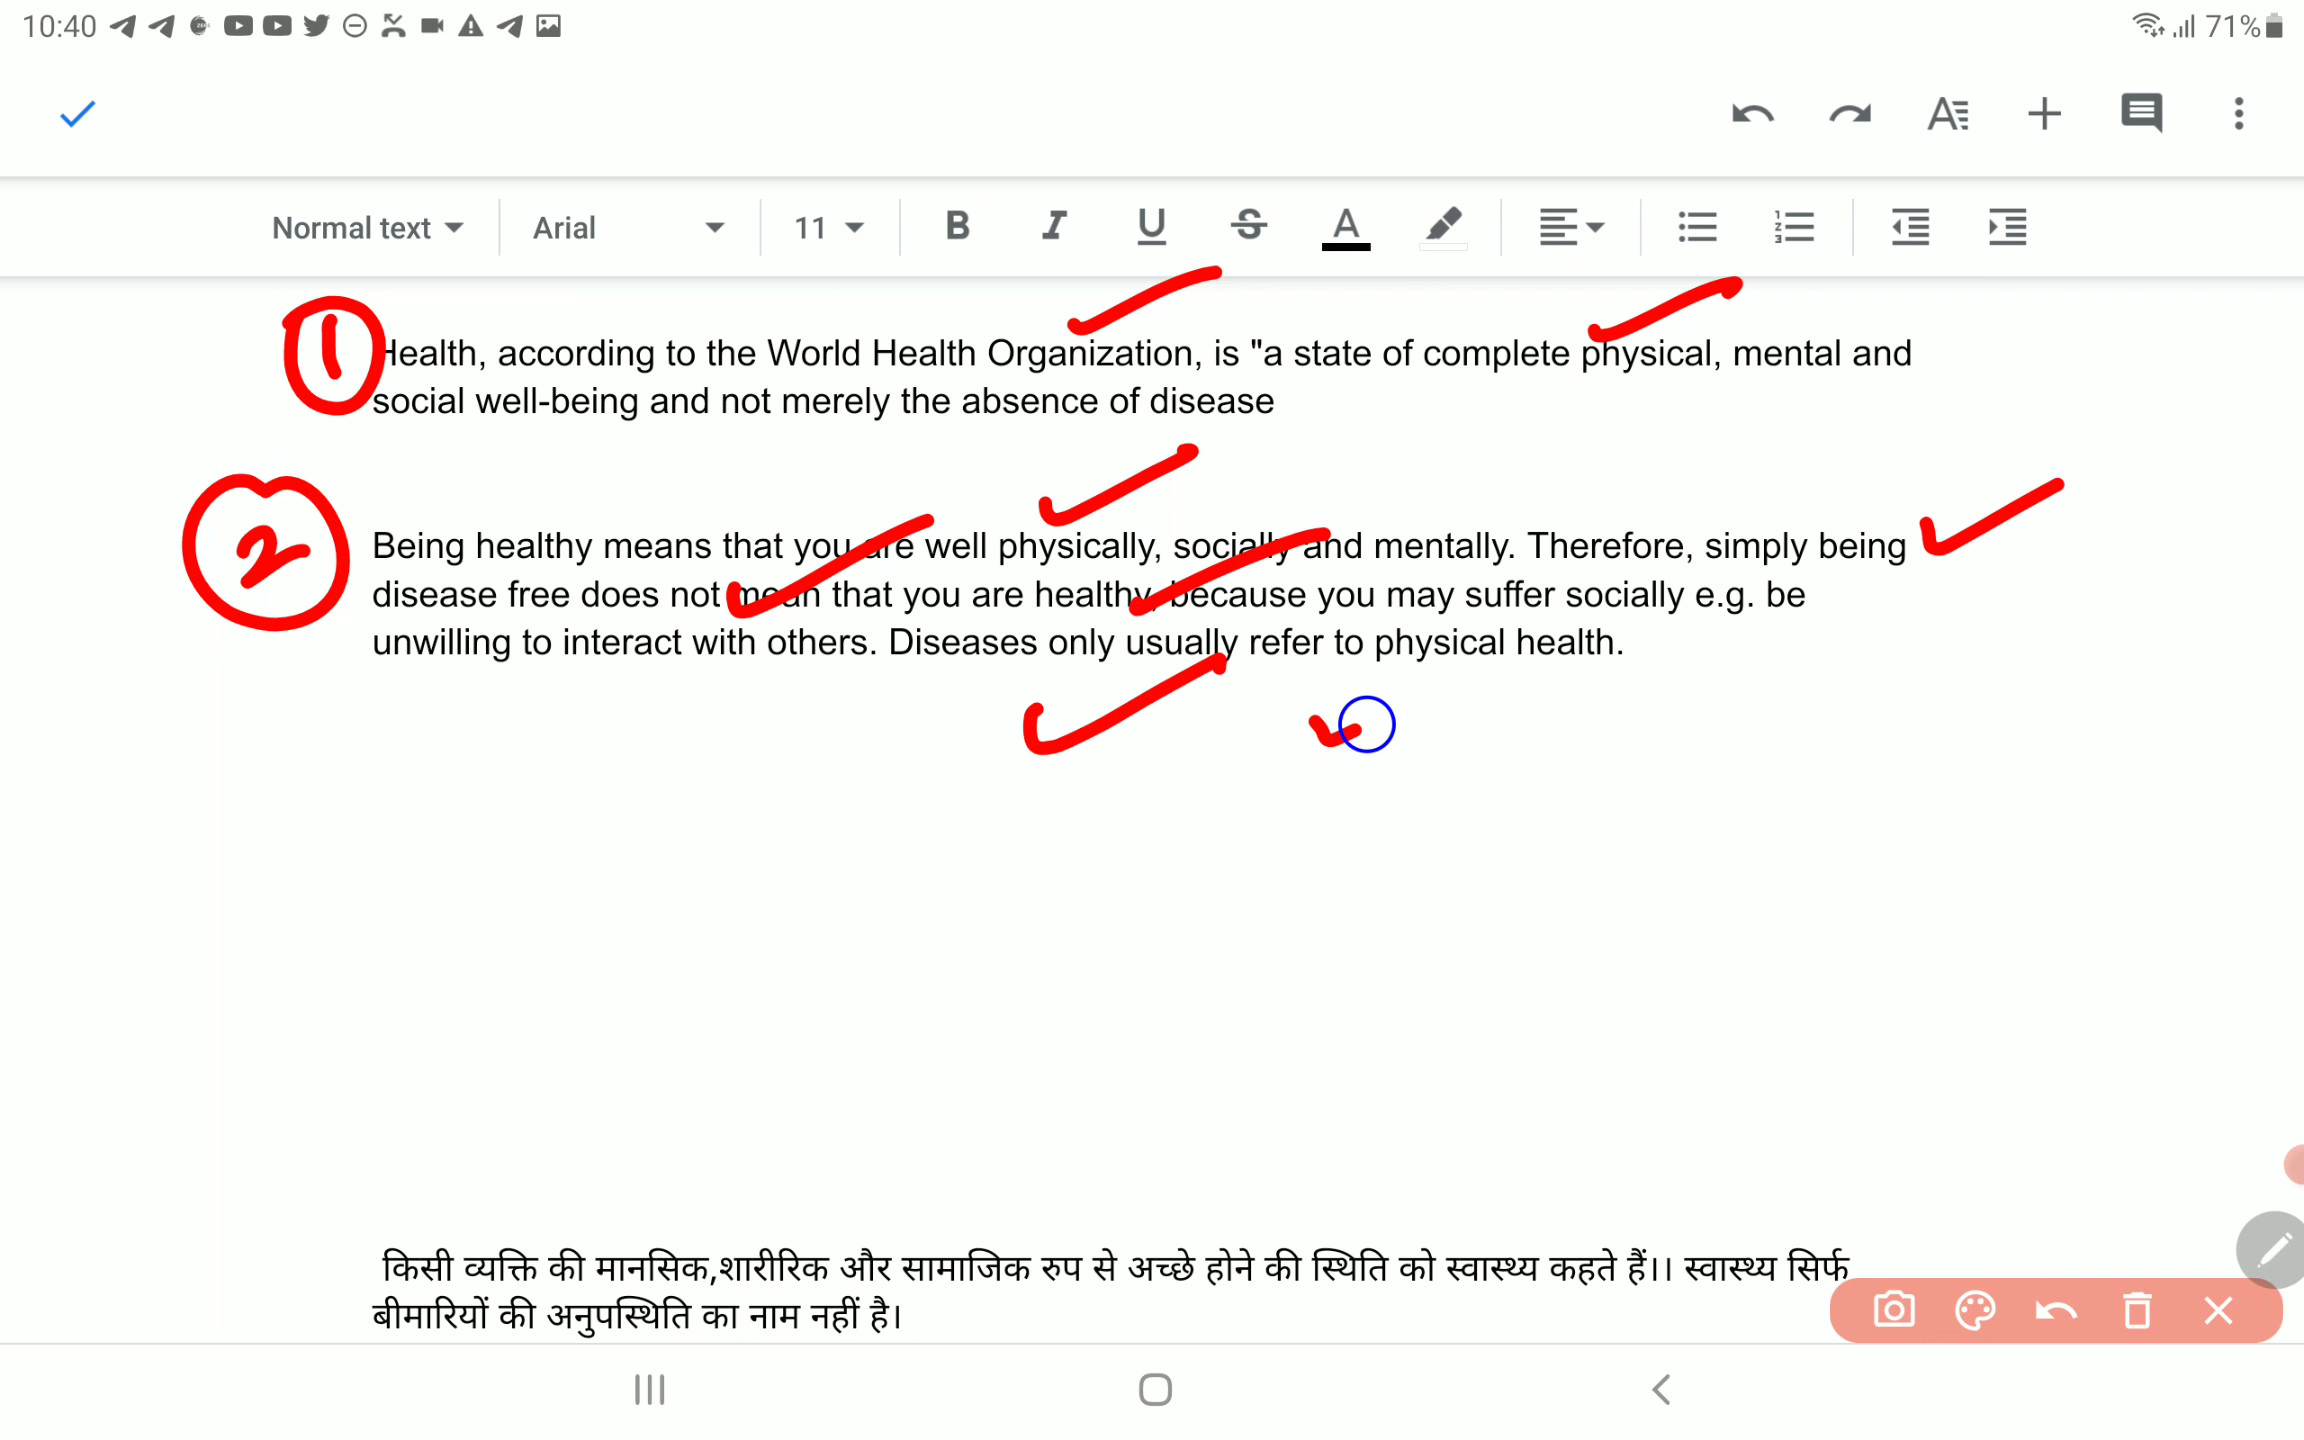 10:40
71%
Normal text
Arial
11
B I U S A
1
Health, according to the World Health Organization, is "a state of complete physical, mental and
social well-being and not merely the absence of disease
2
Being healthy means that you are well physically, socially and mentally. Therefore, simply being
disease free does not mean that you are healthy, because you may suffer socially e.g. be
unwilling to interact with others. Diseases only usually refer to physical health.
किसी व्यक्ति की मानसिक,शारीरिक और सामाजिक रुप से अच्छे होने की स्थिति को स्वास्थ्य कहते हैं।। स्वास्थ्य सिर्फ
बीमारियों की अनुपस्थिति का नाम नहीं है।